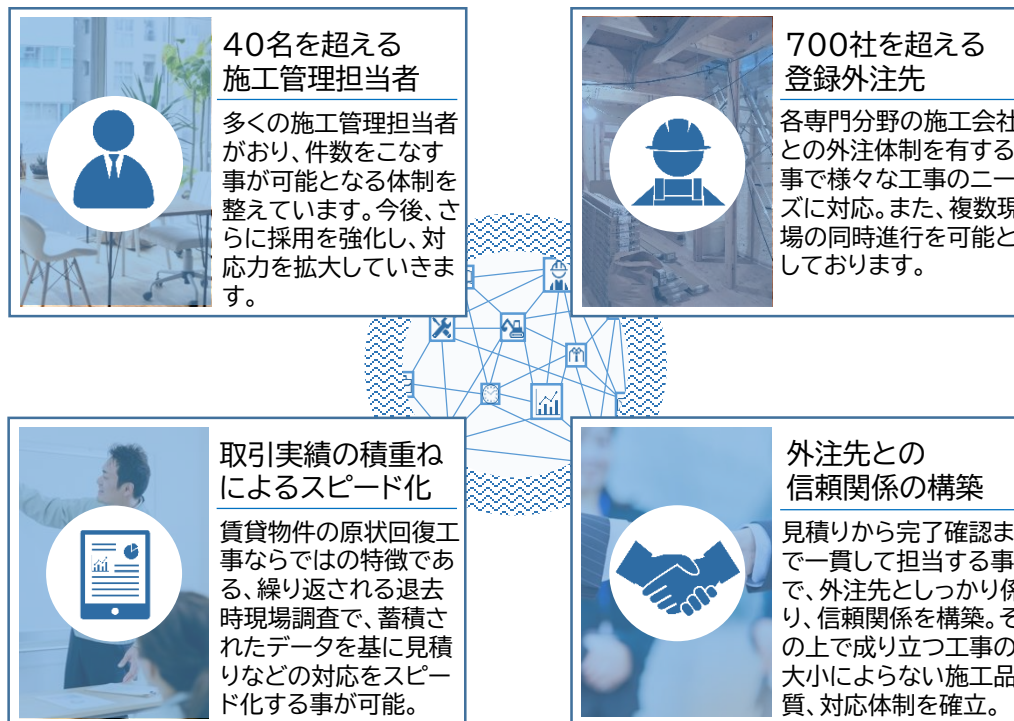 40名を超える
施工管理担当者
多くの施工管理担当者
がおり、件数をこなす
事が可能となる体制を
整えています。今後、さ
らに採用を強化し、対
応力を拡大していきま
す。
700社を超える
登録外注先
各専門分野の施工会社
との外注体制を有する
事で様々な工事のニー
ズに対応。また、複数現
場の同時進行を可能と
しております。
取引実績の積重ね
によるスピード化
賃貸物件の原状回復工
事ならではの特徴であ
る、繰り返される退去
時現場調査で、蓄積さ
れたデータを基に見積
りなどの対応をスピー
ド化する事が可能。
外注先との
信頼関係の構築
見積りから完了確認ま
で一貫して担当する事
で、外注先としっかり係
り、信頼関係を構築。そ
の上で成り立つ工事の
大小によらない施工品
質、対応体制を確立。